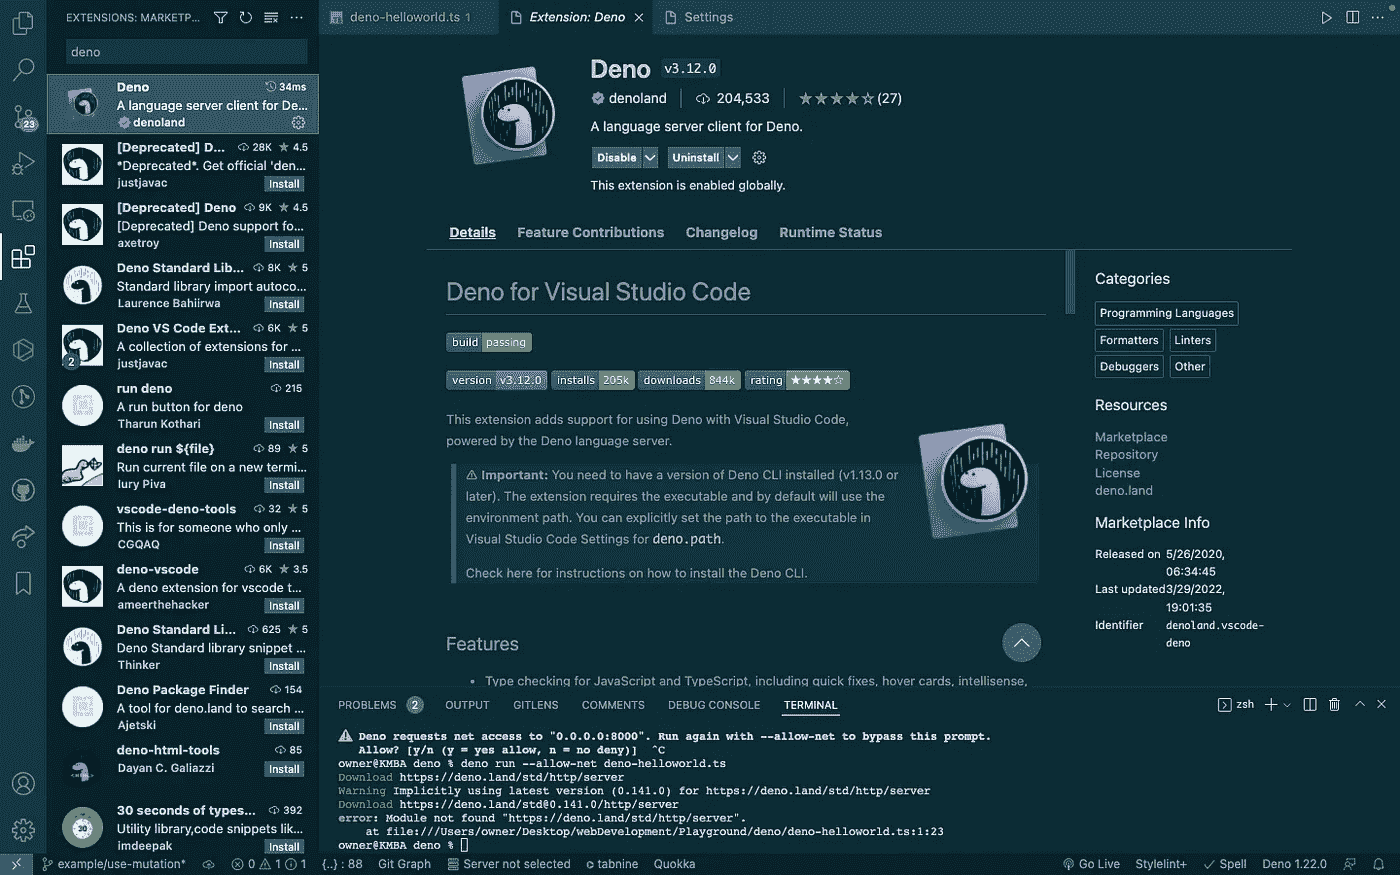 EXTENSIONS: MARKETP...
deno
Deno 34ms
A language server client for De...
denoland
[Deprecated] D... 28K ★ 4.5
*Deprecated*. Get official 'den...
justjavac Install
[Deprecated] Deno 9K ★ 4.5
[Deprecated] Deno support fo...
axetroy Install
Deno Standard Lib... 8K ★ 5
Standard library import autoco...
Laurence Bahiirwa Install
Deno VS Code Ext... 6K ★ 5
A collection of extensions for ...
2
justjavac Install
run deno 215
A run button for deno
Tharun Kothari Install
deno run ${file} 89 ★ 5
Run current file on a new termi...
Iury Piva Install
vscode-deno-tools 32 ★ 5
This is for someone who only ...
CGQAQ Install
deno-vscode 6K ★ 3.5
A deno extension for vscode t...
ameerthehacker Install
Deno Standard Li... 625 ★ 5
Deno Standard library snippet ...
Thinker Install
Deno Package Finder 154
A tool for deno.land to search ...
Ajetski Install
deno-html-tools 85
Dayan C. Galiazzi Install
30 seconds of types... 392
30
Utility library,code snippets lik...
imdeepak Install
23
deno-helloworld.ts 1
Extension: Deno
Settings
Deno v3.12.0
denoland 204,533 ★★★★☆ (27)
A language server client for Deno.
Disable Uninstall
This extension is enabled globally.
Details Feature Contributions Changelog Runtime Status
Deno for Visual Studio Code
build passing
version v3.12.0 installs 205k downloads 844k rating ★★★★☆
This extension adds support for using Deno with Visual Studio Code,
powered by the Deno language server.
⚠ Important: You need to have a version of Deno CLI installed (v1.13.0 or
later). The extension requires the executable and by default will use the
environment path. You can explicitly set the path to the executable in
Visual Studio Code Settings for deno.path.
Check here for instructions on how to install the Deno CLI.
Features
• Type checking for JavaScript and TypeScript, including quick fixes, hover cards, intellisense,
Categories
Programming Languages
Formatters Linters
Debuggers Other
Resources
Marketplace
Repository
License
deno.land
Marketplace Info
Released on 5/26/2020,
06:34:45
Last updated 3/29/2022,
19:01:35
Identifier denoland.vscode-
deno
PROBLEMS 2 OUTPUT GITLENS COMMENTS DEBUG CONSOLE TERMINAL zsh
⚠ Deno requests net access to "0.0.0.0:8000". Run again with --allow-net to bypass this prompt.
Allow? [y/n (y = yes allow, n = no deny)] ^C
owner@KMBA deno % deno run --allow-net deno-helloworld.ts
Download https://deno.land/std/http/server
Warning Implicitly using latest version (0.141.0) for https://deno.land/std/http/server
Download https://deno.land/std@0.141.0/http/server
error: Module not found "https://deno.land/std/http/server".
at file:///Users/owner/Desktop/webDevelopment/Playground/deno/deno-helloworld.ts:1:23
owner@KMBA deno %
example/use-mutation* 0 1 1 {..} : 88 Git Graph Server not selected tabnine Quokka Go Live Stylelint+ Spell Deno 1.22.0